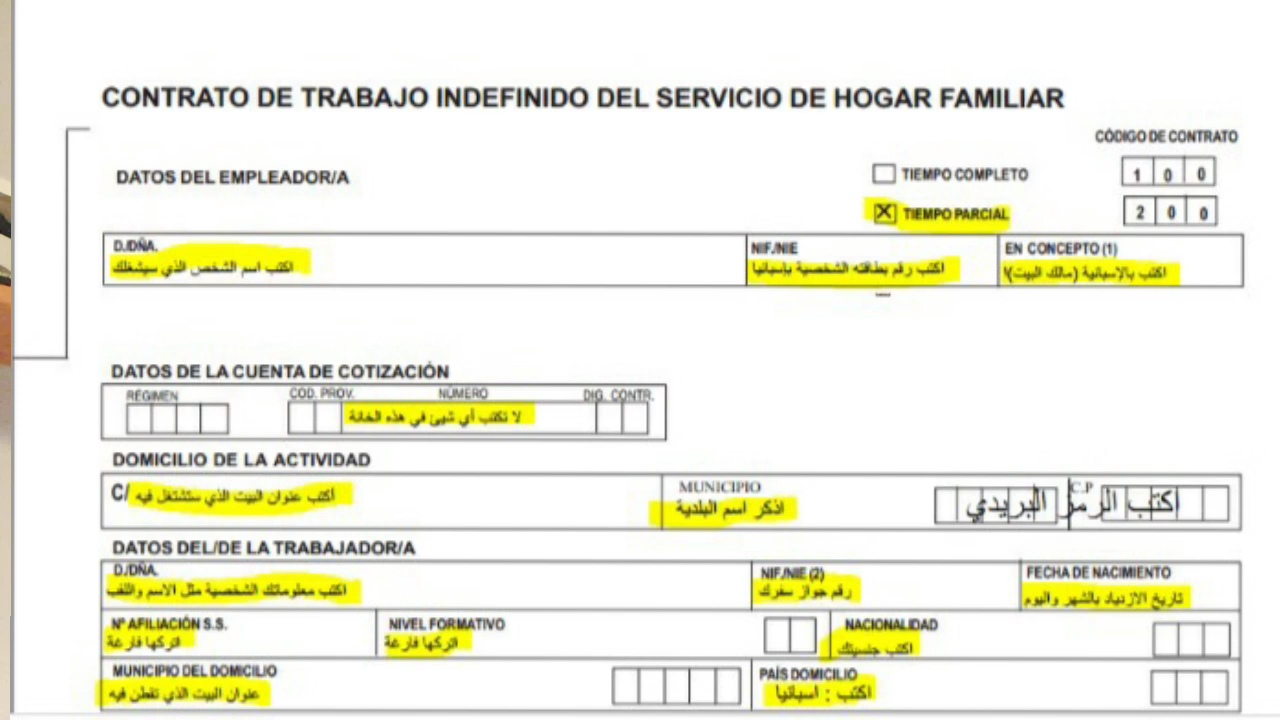 CONTRATO DE TRABAJO INDEFINIDO DEL SERVICIO DE HOGAR FAMILIAR
CÓDIGO DE CONTRATO
DATOS DEL EMPLEADOR/A
TIEMPO COMPLETO
1 0 0
X TIEMPO PARCIAL
2 0 0
D./DÑA.
اكتب اسم الشخص الذي سيشغلك
NIF./NIE
اكتب رقم بطاقته الشخصية بإسبانيا
EN CONCEPTO (1)
اكتب بالإسبانية (مالك البيت)ا
DATOS DE LA CUENTA DE COTIZACIÓN
RÉGIMEN
COD. PROV.
NÚMERO
DIG. CONTR.
لا تكتب أي شيئ في هذه الخانة
DOMICILIO DE LA ACTIVIDAD
C/ أكتب عنوان البيت الذي ستشتغل فيه
MUNICIPIO
اذكر اسم البلدية
C.P
اكتب الرمز البريدي
DATOS DEL/DE LA TRABAJADOR/A
D./DÑA.
اكتب معلوماتك الشخصية مثل الاسم واللقب
NIF./NIE (2)
رقم جواز سفرك
FECHA DE NACIMIENTO
تاريخ الازدياد بالشهر واليوم
Nº AFILIACIÓN S.S.
اتركها فارغة
NIVEL FORMATIVO
اتركها فارغة
NACIONALIDAD
اكتب جنسيتك
MUNICIPIO DEL DOMICILIO
عنوان البيت الذي تقطن فيه
PAÍS DOMICILIO
اكتب : اسبانيا